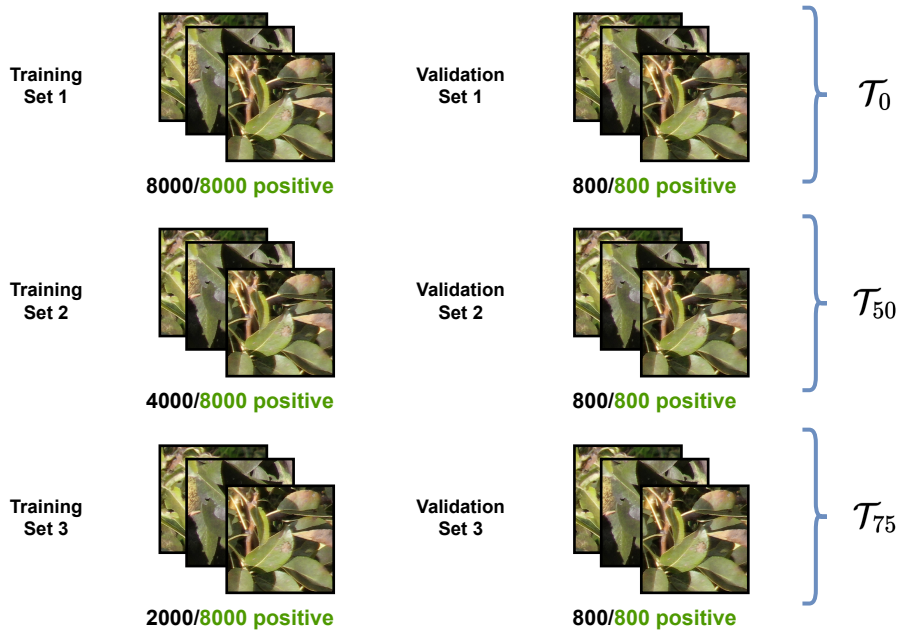 Training
Set 1
Validation
Set 1
𝒯₀
8000/8000 positive
800/800 positive
Training
Set 2
Validation
Set 2
𝒯₅₀
4000/8000 positive
800/800 positive
Training
Set 3
Validation
Set 3
𝒯₇₅
2000/8000 positive
800/800 positive